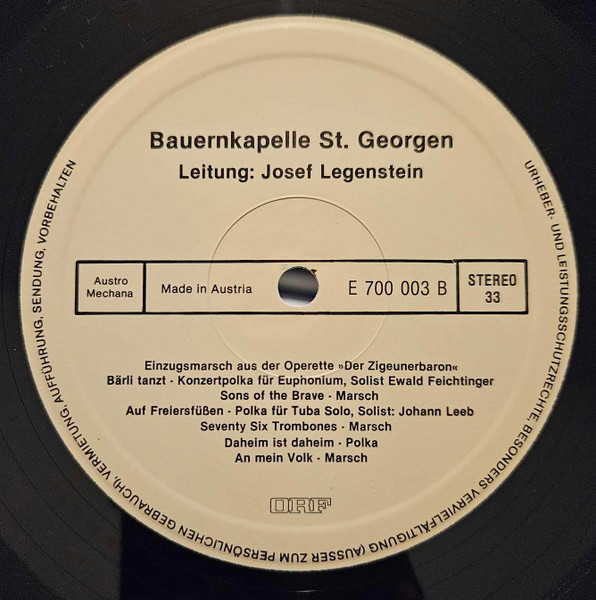 Bauernkapelle St. Georgen
Leitung: Josef Legenstein
Austro
Mechana
Made in Austria
E 700 003 B
STEREO
33
Einzugsmarsch aus der Operette »Der Zigeunerbaron«
Bärli tanzt · Konzertpolka für Euphonium, Solist Ewald Feichtinger
Sons of the Brave · Marsch
Auf Freiersfüßen · Polka für Tuba Solo, Solist: Johann Leeb
Seventy Six Trombones · Marsch
Daheim ist daheim · Polka
An mein Volk · Marsch
ORF
URHEBER- UND LEISTUNGSSCHUTZRECHTE, BESONDERS VERVIELFÄLTIGUNG (AUSSER ZUM PERSÖNLICHEN GEBRAUCH), VERMIETUNG, AUFFÜHRUNG, SENDUNG, VORBEHALTEN